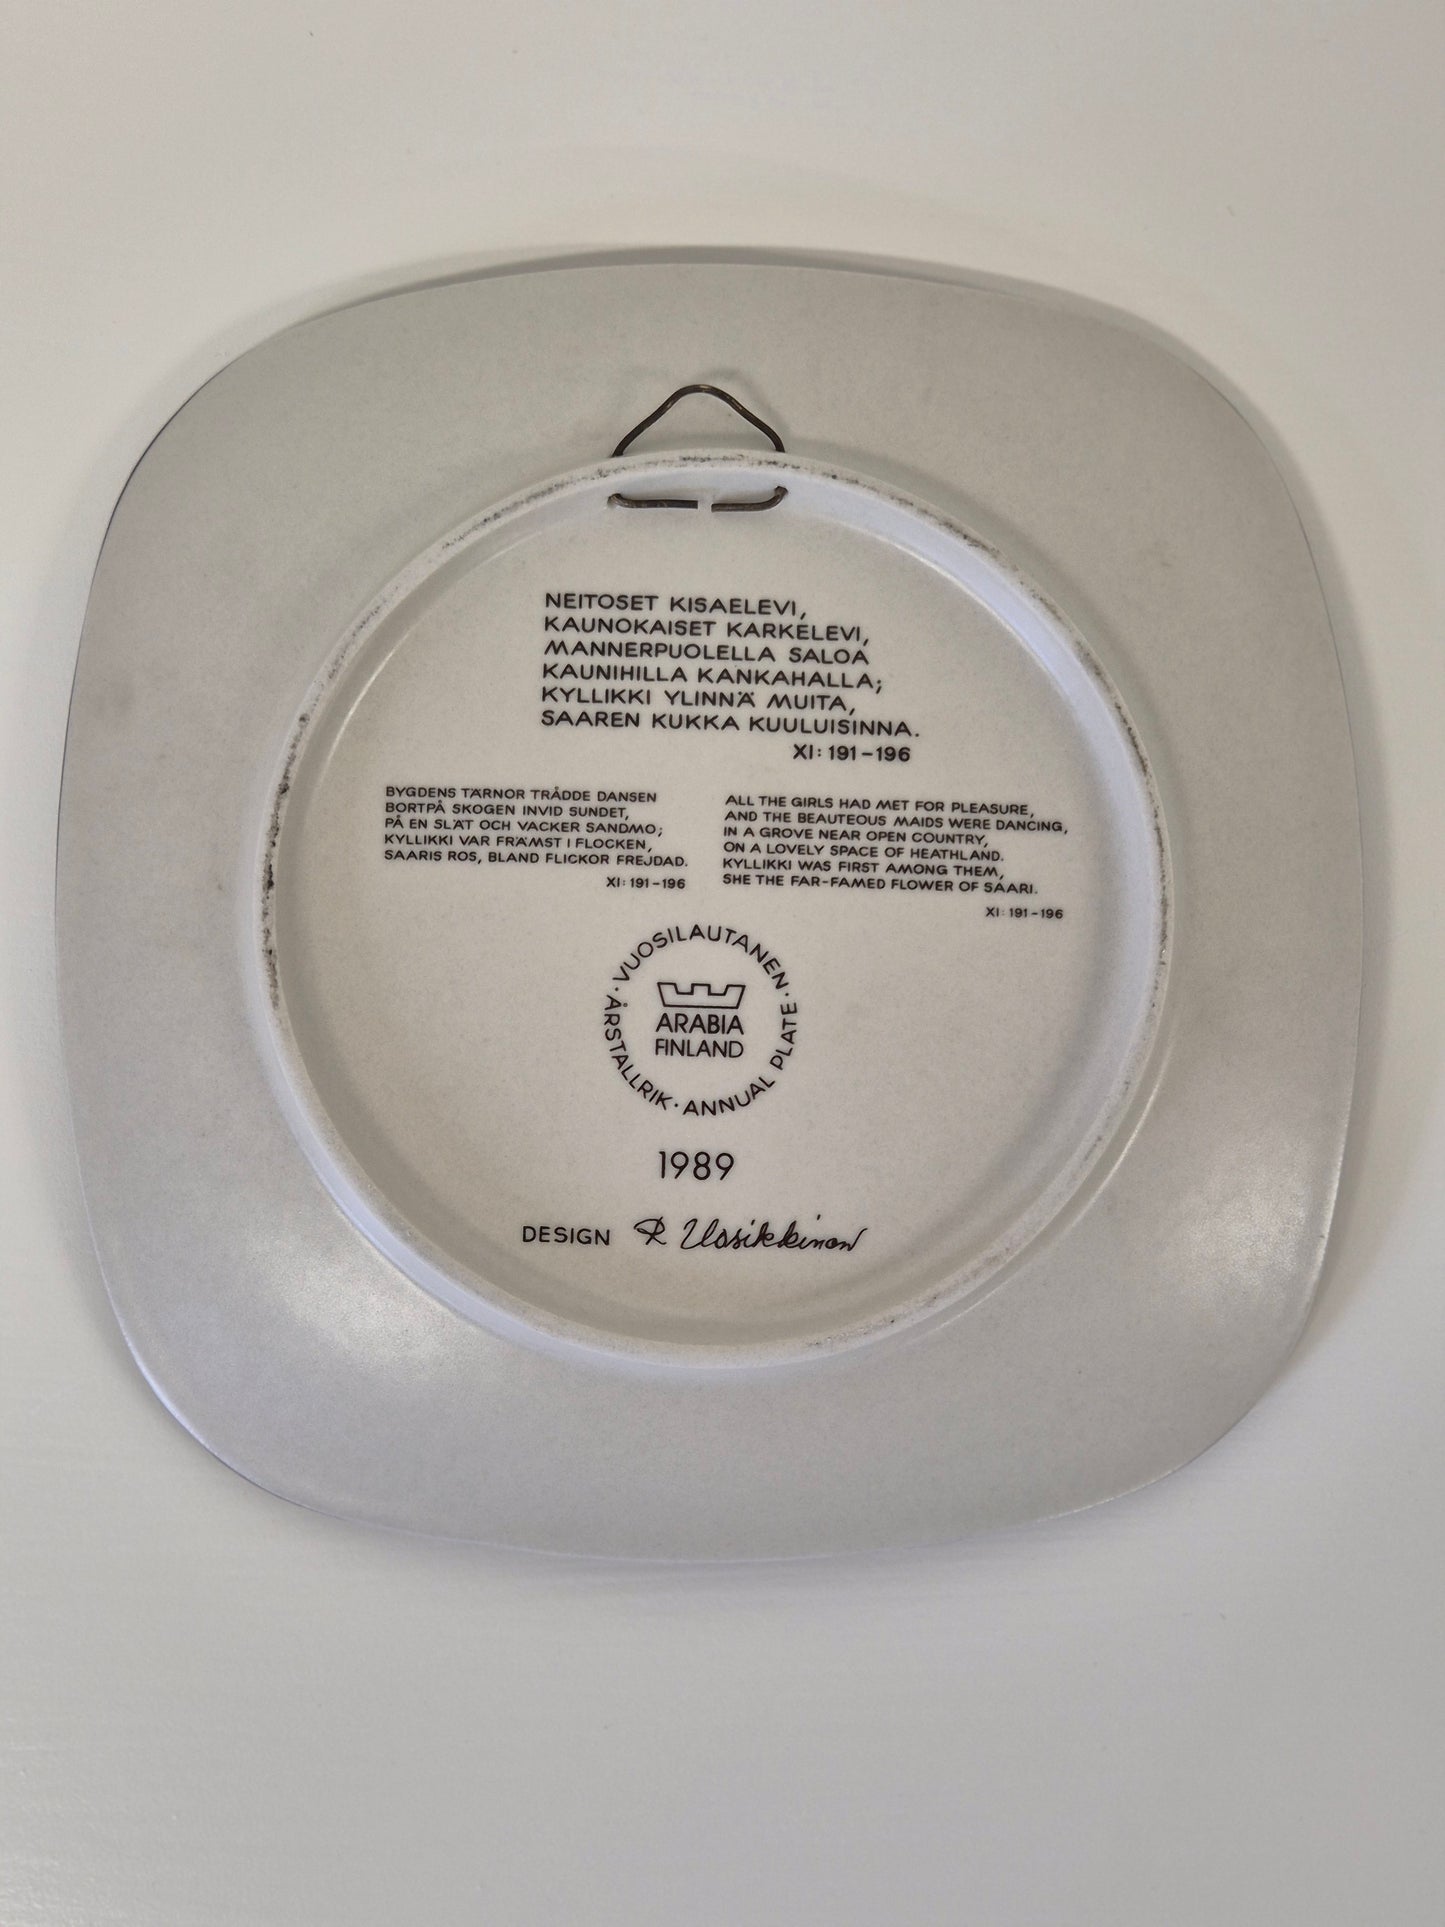 NEITOSET KISAELEVI,
KAUNOKAISET KARKELEVI,
MANNERPUOLELLA SALOA
KAUNIHILLA KANKAHALLA;
KYLLIKKI YLINNÄ MUITA,
SAAREN KUKKA KUULUISINNA.
XI: 191–196
BYGDENS TÄRNOR TRÅDDE DANSEN
BORTPÅ SKOGEN INVID SUNDET,
PÅ EN SLÄT OCH VACKER SANDMO;
KYLLIKKI VAR FRÄMST I FLOCKEN,
SAARIS ROS, BLAND FLICKOR FREJDAD.
XI: 191–196
ALL THE GIRLS HAD MET FOR PLEASURE,
AND THE BEAUTEOUS MAIDS WERE DANCING,
IN A GROVE NEAR OPEN COUNTRY,
ON A LOVELY SPACE OF HEATHLAND.
KYLLIKKI WAS FIRST AMONG THEM,
SHE THE FAR-FAMED FLOWER OF SAARI.
XI: 191–196
· VUOSILAUTANEN · ANNUAL PLATE · ÅRSTALLRIK
ARABIA
FINLAND
1989
DESIGN R Uosikkinen